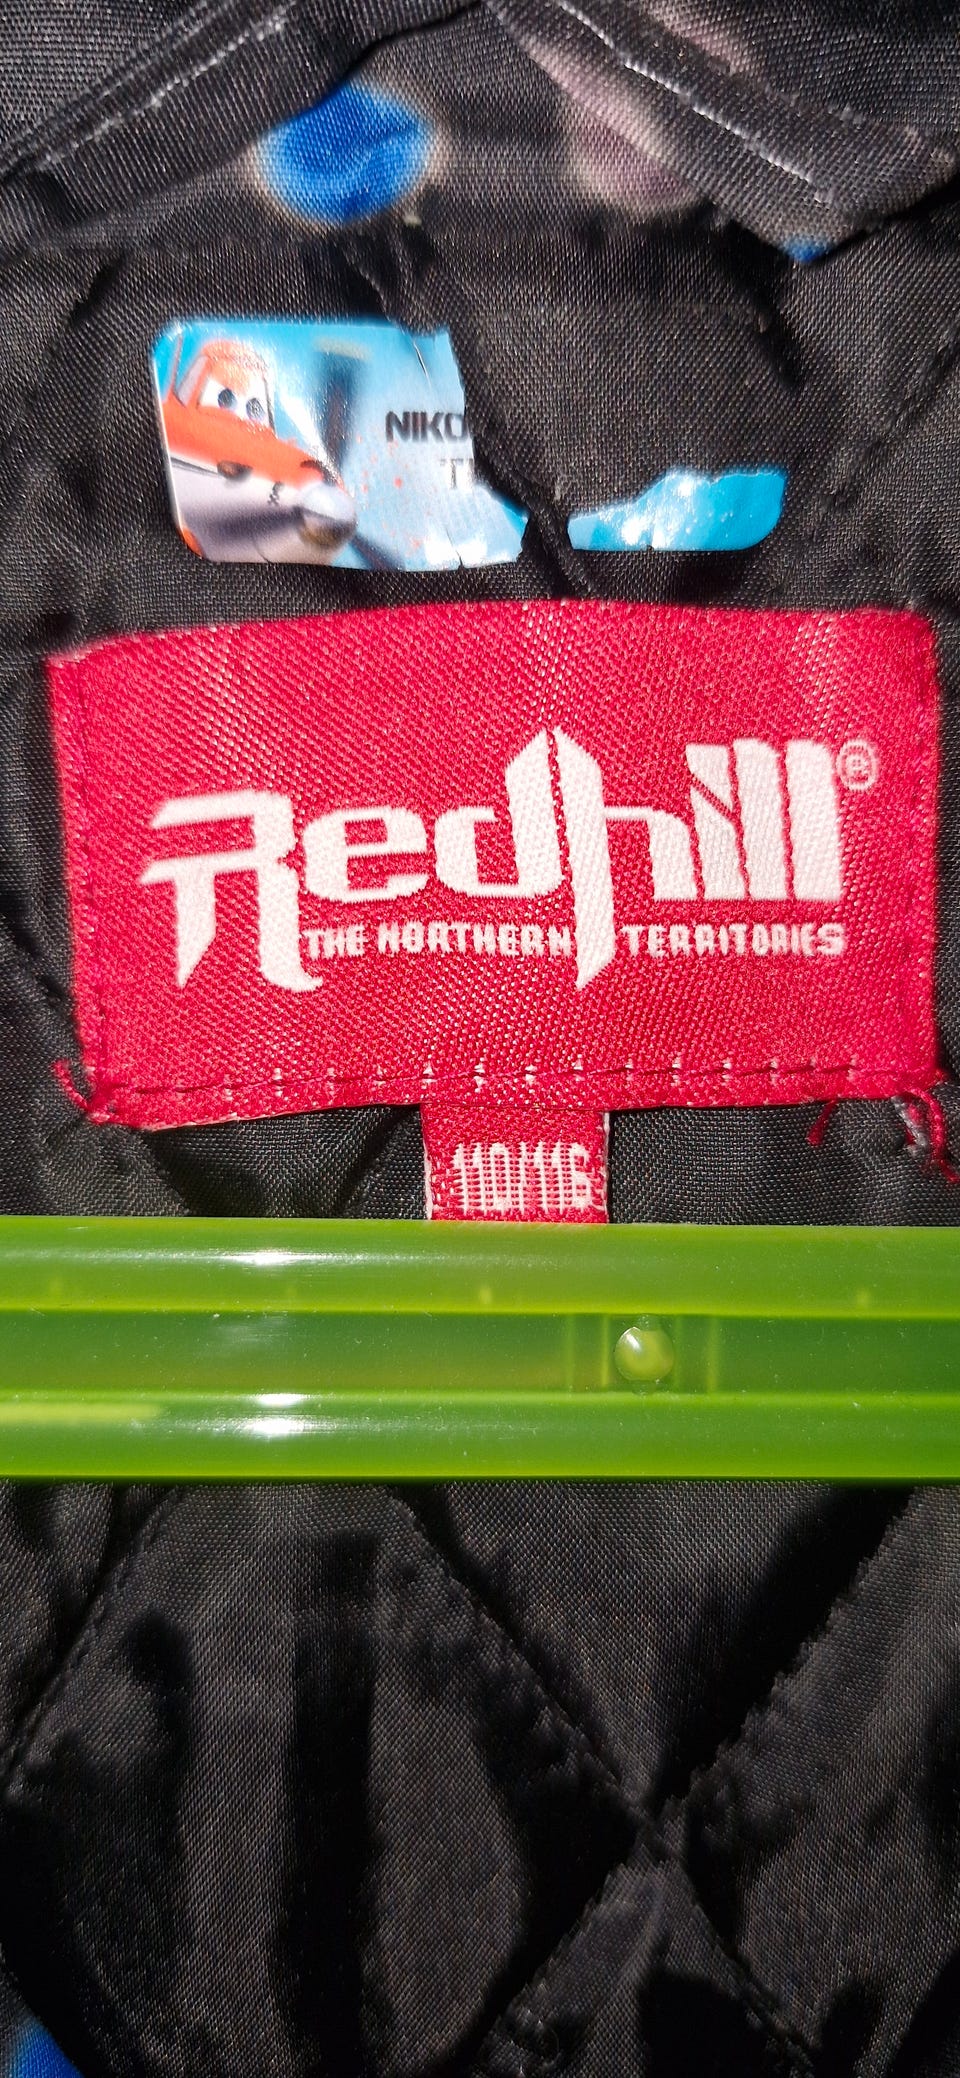 NIKO
T
Redhill®
THE NORTHERN TERRITORIES
110/116